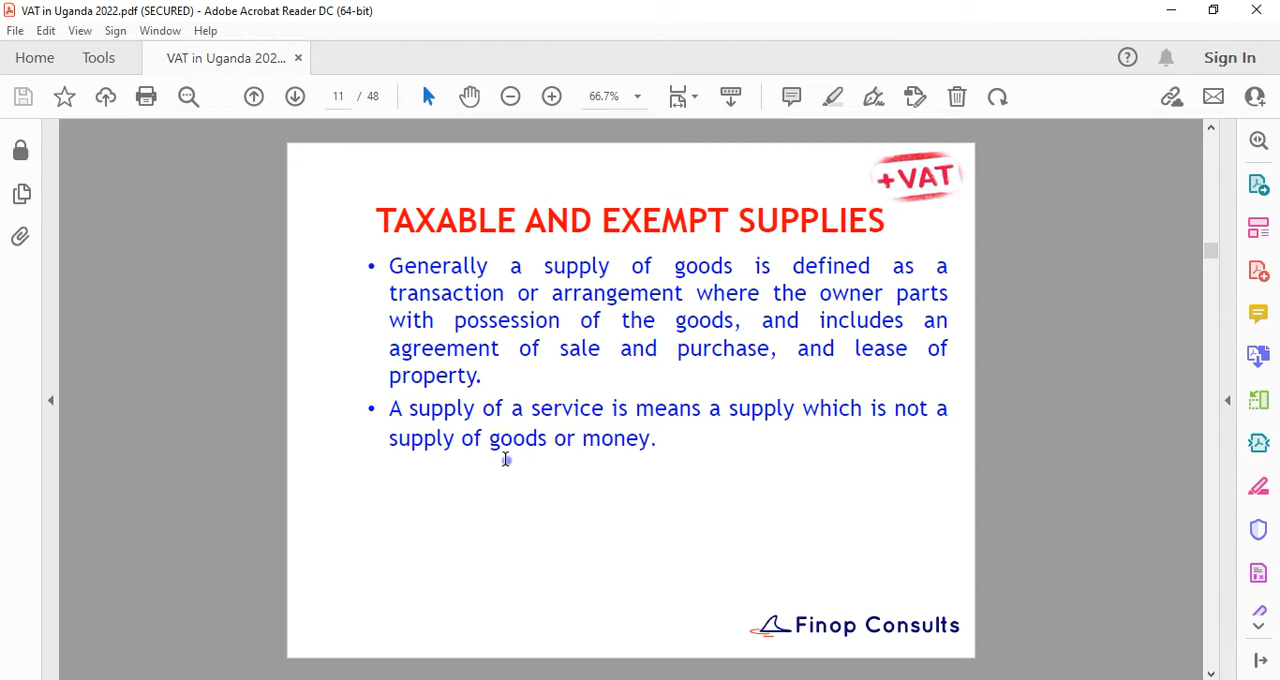 VAT in Uganda 2022.pdf (SECURED) - Adobe Acrobat Reader DC (64-bit)
File Edit View Sign Window Help
Home Tools VAT in Uganda 202... × Sign In
11 / 48 66.7%
+VAT
TAXABLE AND EXEMPT SUPPLIES
• Generally a supply of goods is defined as a
transaction or arrangement where the owner parts
with possession of the goods, and includes an
agreement of sale and purchase, and lease of
property.
• A supply of a service is means a supply which is not a
supply of goods or money.
Finop Consults